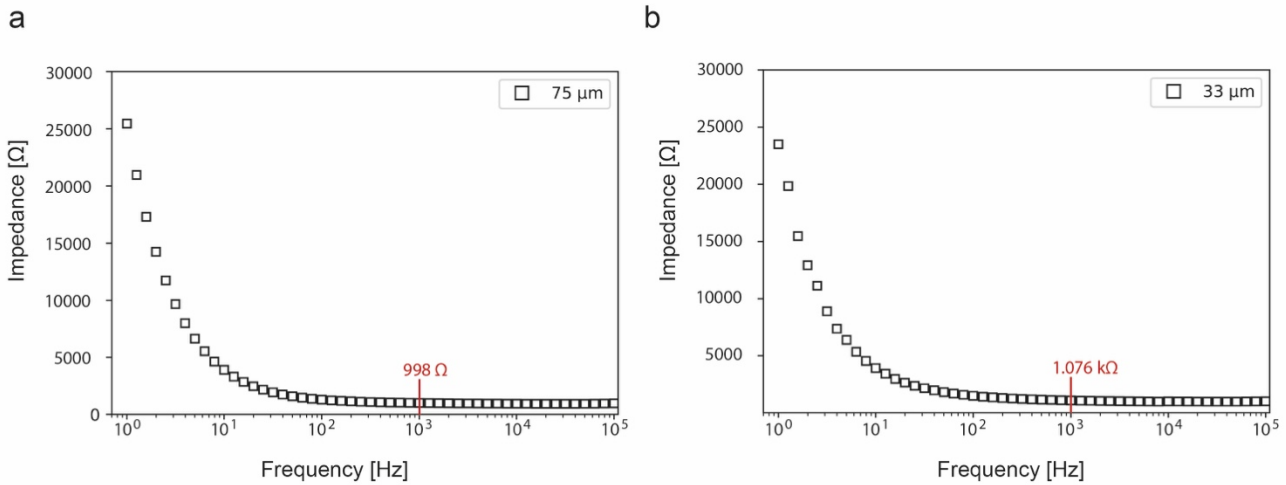 a
30000
25000
20000
15000
10000
5000
0
Impedance [Ω]
75 µm
998 Ω
10⁰ 10¹ 10² 10³ 10⁴ 10⁵
Frequency [Hz]
b
30000
25000
20000
15000
10000
5000
Impedance [Ω]
33 µm
1.076 kΩ
10⁰ 10¹ 10² 10³ 10⁴ 10⁵
Frequency [Hz]